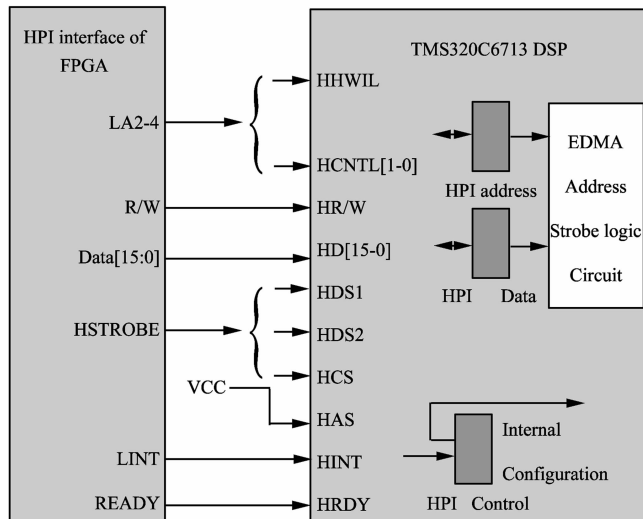 HPI interface of
FPGA
LA2-4
R/W
Data[15:0]
HSTROBE
VCC
LINT
READY
TMS320C6713 DSP
HHWIL
HCNTL[1-0]
HR/W
HD[15-0]
HDS1
HDS2
HCS
HAS
HINT
HRDY
HPI address
HPI Data
EDMA
Address
Strobe logic
Circuit
Internal
Configuration
HPI Control